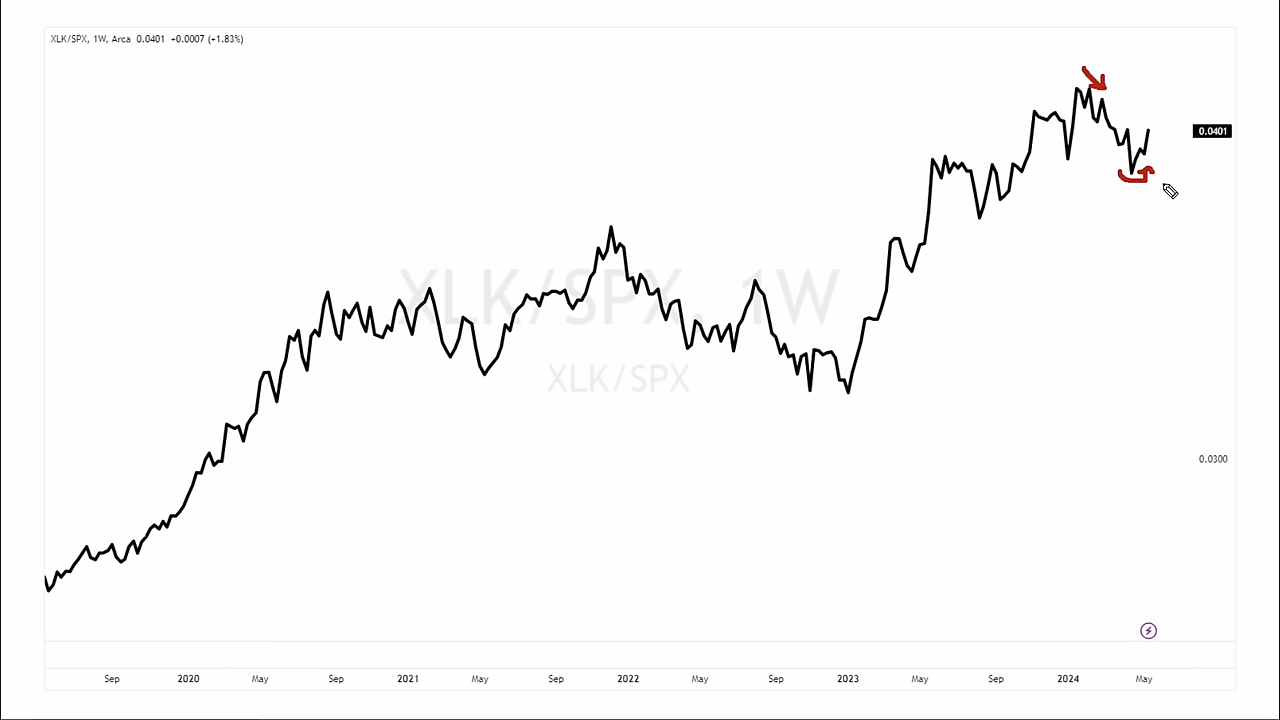 XLK/SPX, 1W, Arca 0.0401 +0.0007 (+1.83%)
0.0401
XLK/SPX, 1W
XLK/SPX
0.0300
Sep 2020 May Sep 2021 May Sep 2022 May Sep 2023 May Sep 2024 May